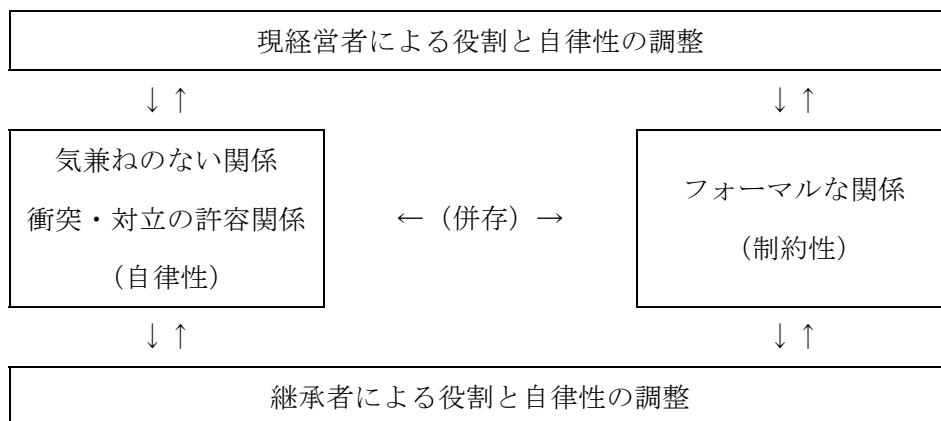 現経営者による役割と自律性の調整
↓ ↑ ↓ ↑
気兼ねのない関係
衝突・対立の許容関係
(自律性)
←（併存）→
フォーマルな関係
(制約性)
↓ ↑ ↓ ↑
継承者による役割と自律性の調整